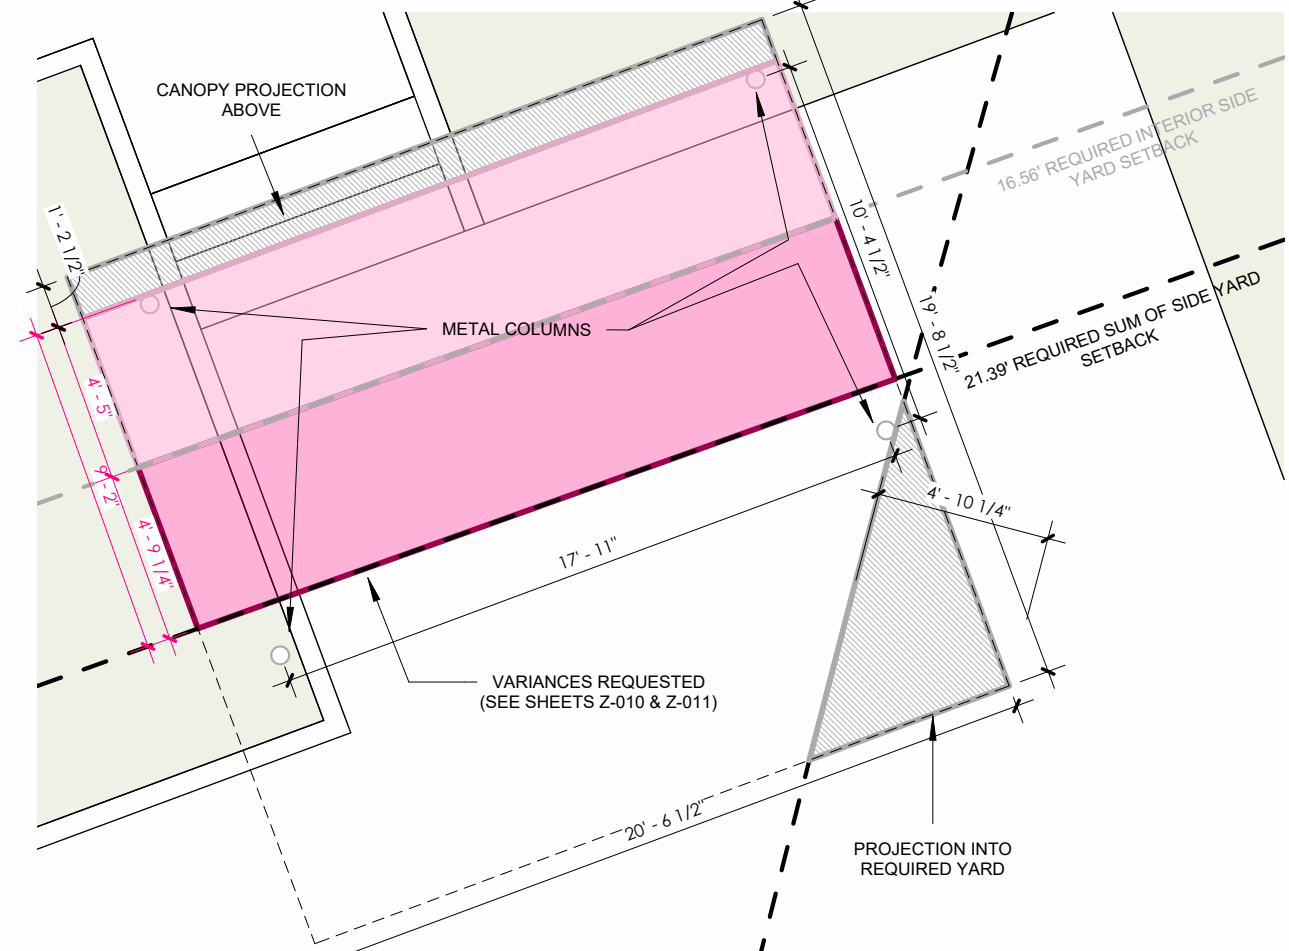 CANOPY PROJECTION
ABOVE
16.56' REQUIRED INTERIOR SIDE
YARD SETBACK
1' - 2 1/2"
10' - 4 1/2"
METAL COLUMNS
19' - 8 1/2"
21.39' REQUIRED SUM OF SIDE YARD
SETBACK
4' - 5"
9' - 2"
4' - 9 1/4"
4' - 10 1/4"
17' - 11"
VARIANCES REQUESTED
(SEE SHEETS Z-010 & Z-011)
20' - 6 1/2"
PROJECTION INTO
REQUIRED YARD